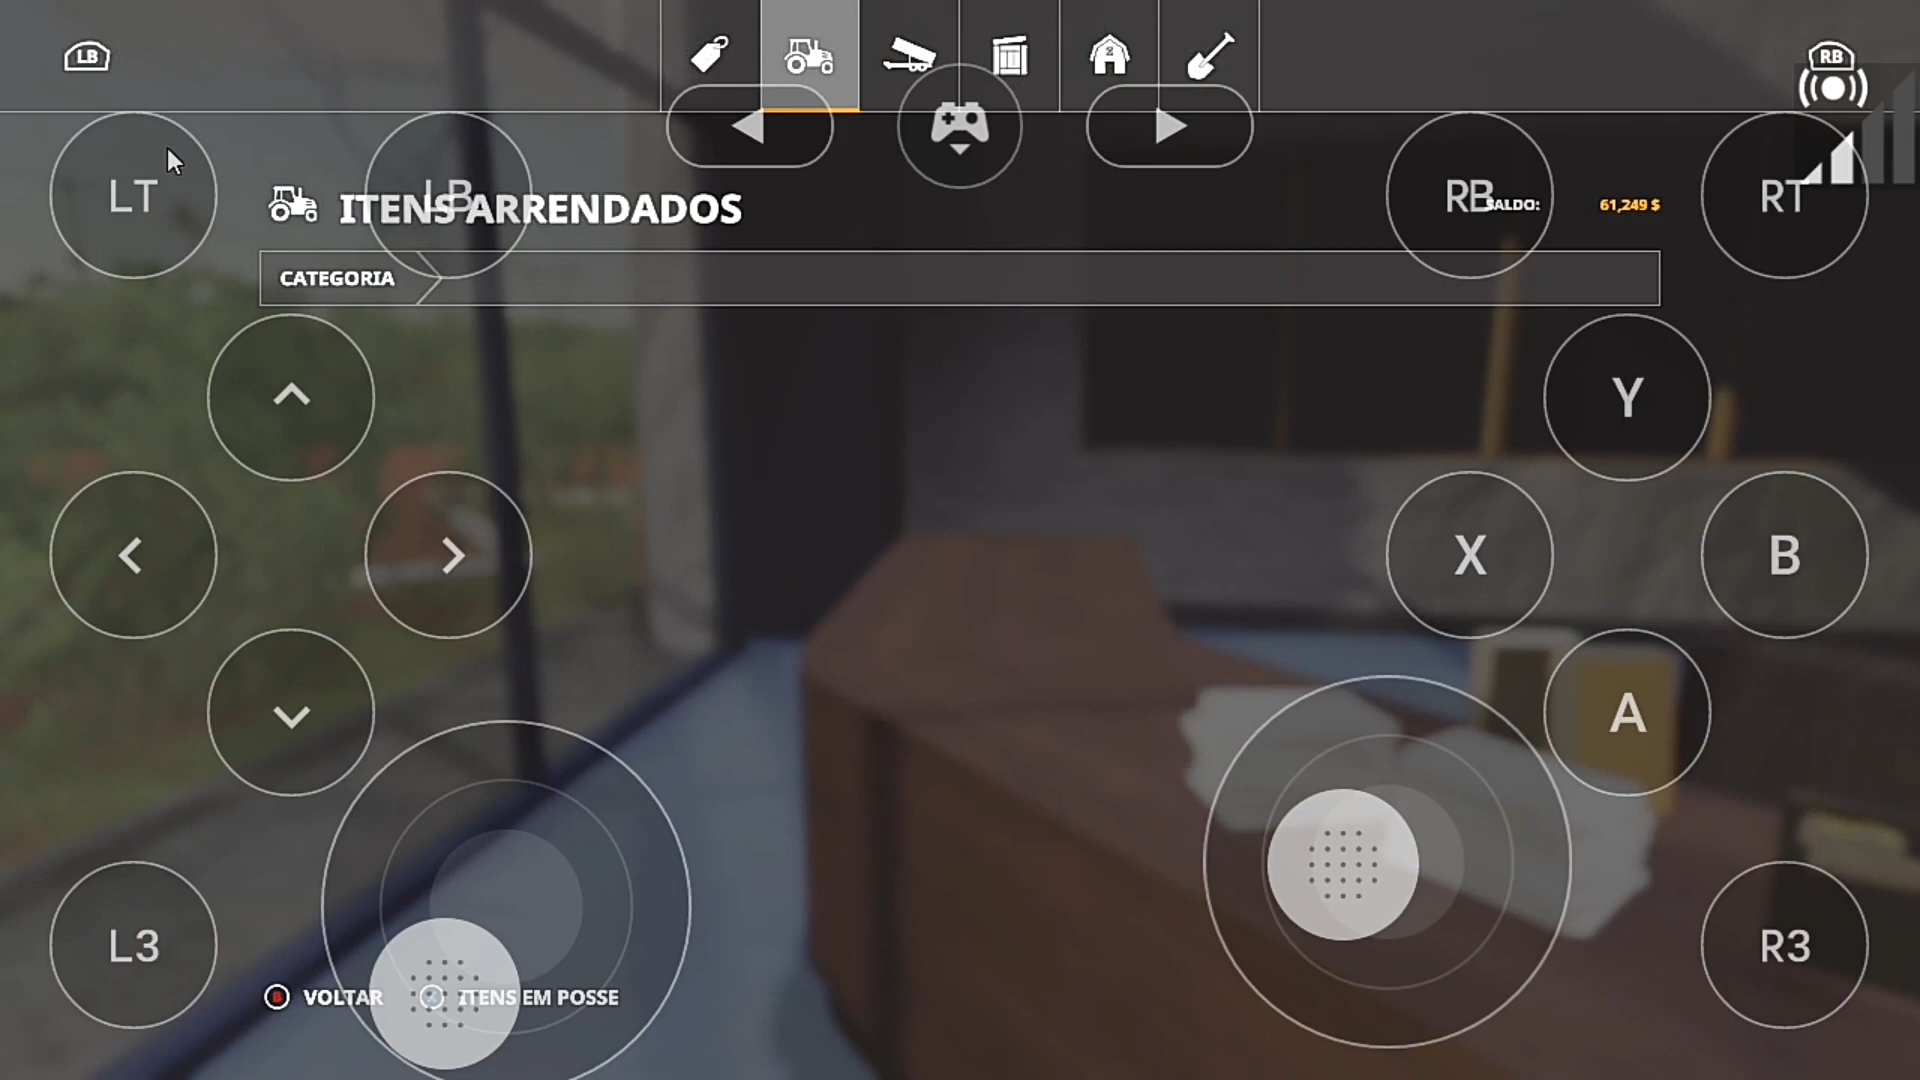 LB
RB
LT
LB
RB
RT
ITENS ARRENDADOS
SALDO: 61,249 $
CATEGORIA
Y
X
B
A
L3
R3
B VOLTAR X ITENS EM POSSE